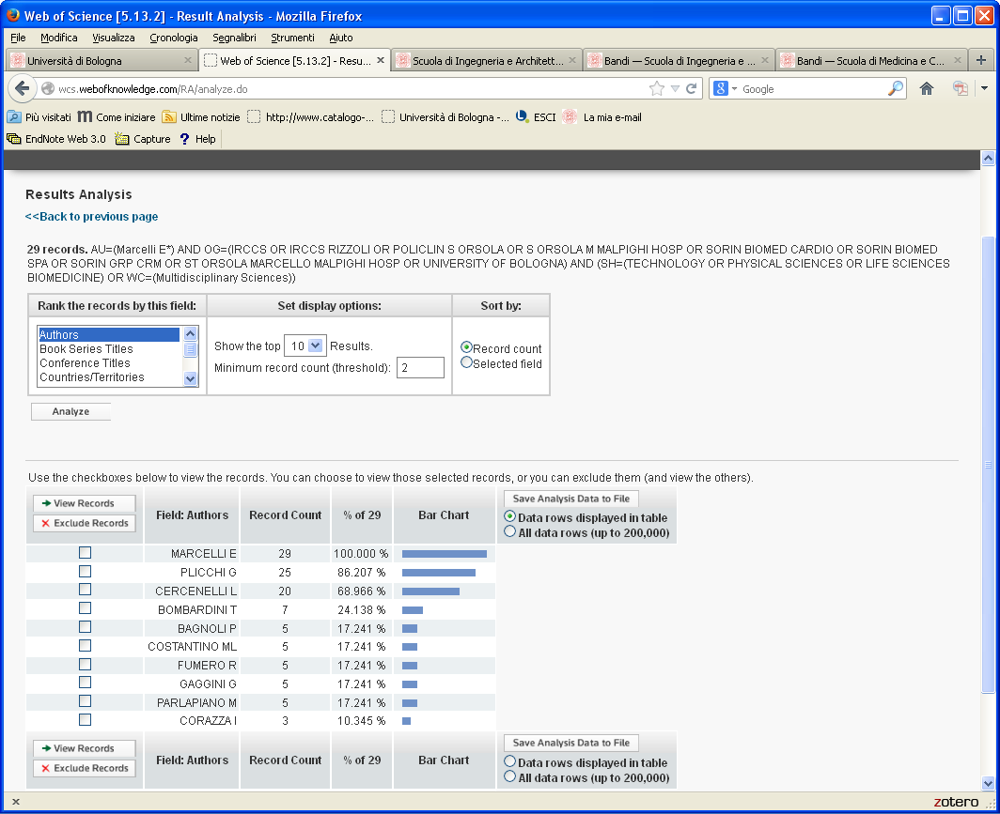 Web of Science [5.13.2] - Result Analysis - Mozilla Firefox
File Modifica Visualizza Cronologia Segnalibri Strumenti Aiuto
Università di Bologna
Web of Science [5.13.2] - Resu...
Scuola di Ingegneria e Architett...
Bandi — Scuola di Ingegneria e ...
Bandi — Scuola di Medicina e C...
wcs.webofknowledge.com/RA/analyze.do
Google
Più visitati Come iniziare Ultime notizie http://www.catalogo-... Università di Bologna -... ESCI La mia e-mail
EndNote Web 3.0 Capture Help
Results Analysis
<<Back to previous page
29 records. AU=(Marcelli E*) AND OG=(IRCCS OR IRCCS RIZZOLI OR POLICLIN S ORSOLA OR S ORSOLA M MALPIGHI HOSP OR SORIN BIOMED CARDIO OR SORIN BIOMED
SPA OR SORIN GRP CRM OR ST ORSOLA MARCELLO MALPIGHI HOSP OR UNIVERSITY OF BOLOGNA) AND (SH=(TECHNOLOGY OR PHYSICAL SCIENCES OR LIFE SCIENCES
BIOMEDICINE) OR WC=(Multidisciplinary Sciences))
Rank the records by this field: Set display options: Sort by:
Authors
Book Series Titles
Conference Titles
Countries/Territories
Show the top 10 Results.
Minimum record count (threshold): 2
Record count
Selected field
Analyze
Use the checkboxes below to view the records. You can choose to view those selected records, or you can exclude them (and view the others).
View Records
Exclude Records
Field: Authors Record Count % of 29 Bar Chart
Save Analysis Data to File
Data rows displayed in table
All data rows (up to 200,000)
MARCELLI E 29 100.000 %
PLICCHI G 25 86.207 %
CERCENELLI L 20 68.966 %
BOMBARDINI T 7 24.138 %
BAGNOLI P 5 17.241 %
COSTANTINO ML 5 17.241 %
FUMERO R 5 17.241 %
GAGGINI G 5 17.241 %
PARLAPIANO M 5 17.241 %
CORAZZA I 3 10.345 %
View Records
Exclude Records
Field: Authors Record Count % of 29 Bar Chart
Save Analysis Data to File
Data rows displayed in table
All data rows (up to 200,000)
zotero